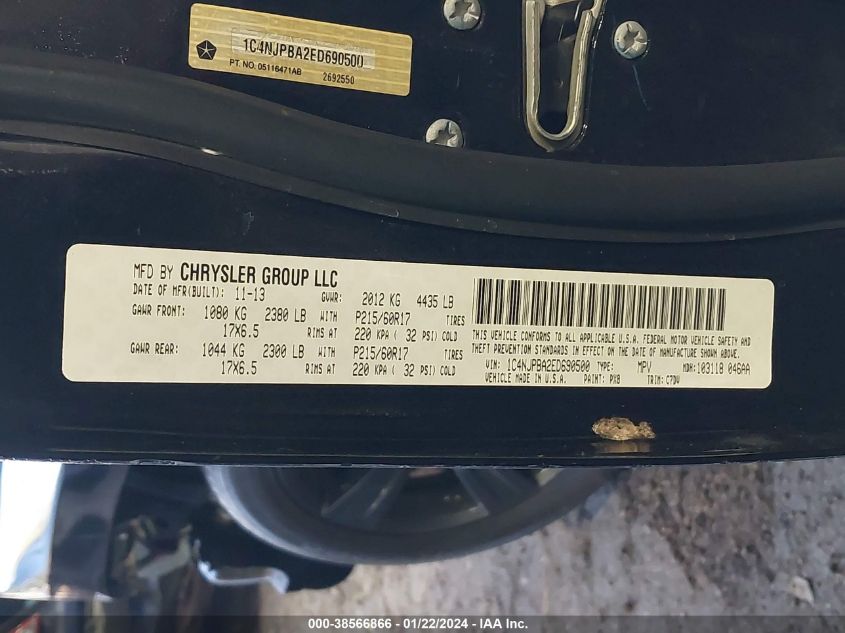 1C4NJPBA2ED690500
PT. NO. 05116471AB 2692550
MFD BY CHRYSLER GROUP LLC
DATE OF MFR(BUILT): 11-13 GVWR: 2012 KG 4435 LB
GAWR FRONT: 1080 KG 2380 LB WITH P215/60R17 TIRES
17X6.5 RIMS AT 220 KPA ( 32 PSI) COLD
GAWR REAR: 1044 KG 2300 LB WITH P215/60R17 TIRES
17X6.5 RIMS AT 220 KPA ( 32 PSI) COLD
THIS VEHICLE CONFORMS TO ALL APPLICABLE U.S.A. FEDERAL MOTOR VEHICLE SAFETY AND
THEFT PREVENTION STANDARDS IN EFFECT ON THE DATE OF MANUFACTURE SHOWN ABOVE.
VIN: 1C4NJPBA2ED690500 TYPE: MPV MDH:103118 046AA
VEHICLE MADE IN U.S.A. PAINT: PX8 TRIM: C7DV
000-38566866 - 01/22/2024 - IAA Inc.